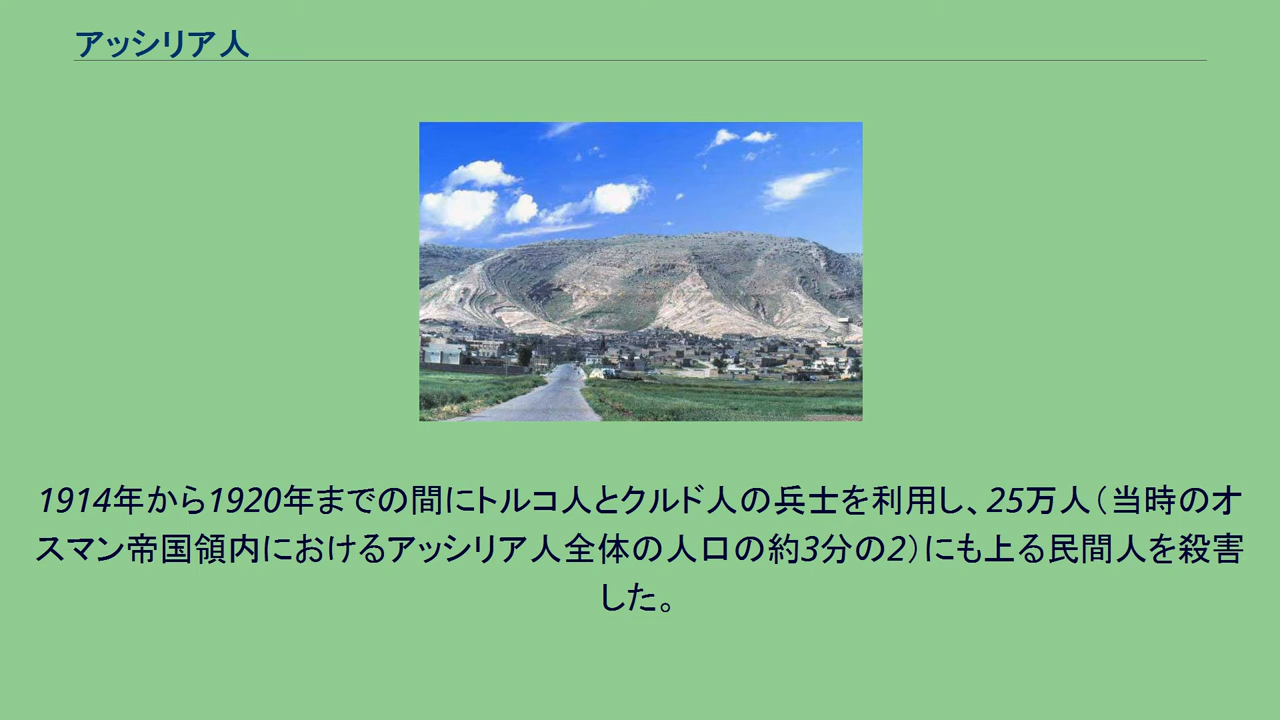 アッシリア人
1914年から1920年までの間にトルコ人とクルド人の兵士を利用し、25万人（当時のオ
スマン帝国領内におけるアッシリア人全体の人口の約3分の2）にも上る民間人を殺害
した。